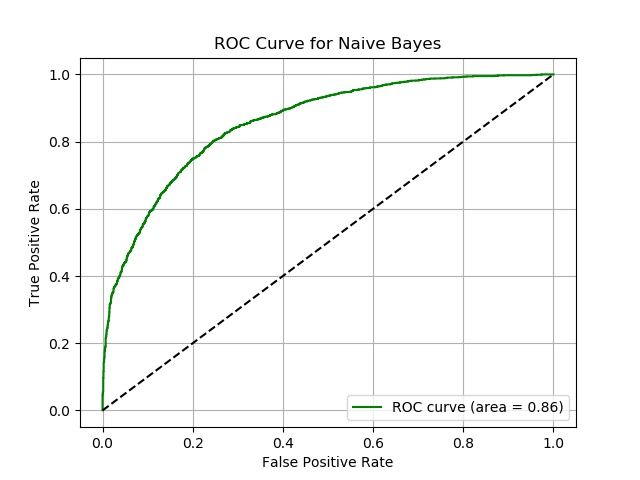 ROC Curve for Naive Bayes
1.0
0.8
0.6
0.4
0.2
0.0
True Positive Rate
ROC curve (area = 0.86)
0.0 0.2 0.4 0.6 0.8 1.0
False Positive Rate